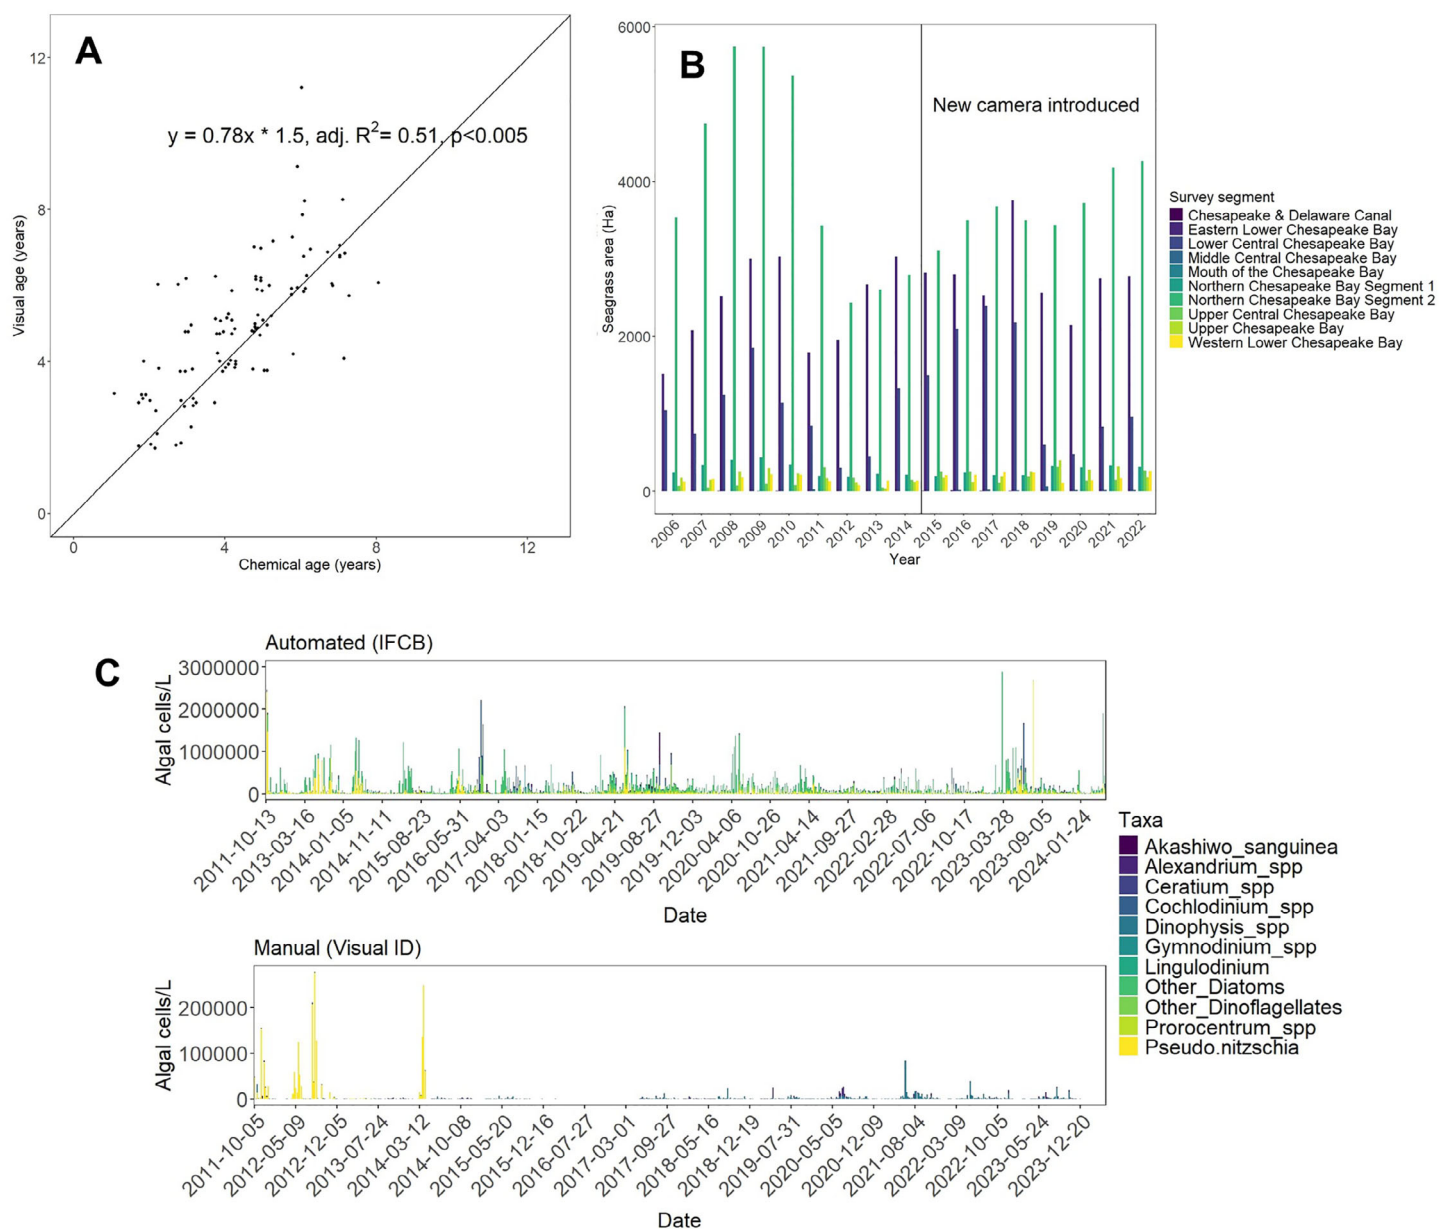 A
12
8
4
0
Visual age (years)
y = 0.78x * 1.5, adj. R²= 0.51, p<0.005
0 4 8 12
Chemical age (years)
B
6000
4000
2000
0
Seagrass area (Ha)
New camera introduced
2006 2007 2008 2009 2010 2011 2012 2013 2014 2015 2016 2017 2018 2019 2020 2021 2022
Year
Survey segment
Chesapeake & Delaware Canal
Eastern Lower Chesapeake Bay
Lower Central Chesapeake Bay
Middle Central Chesapeake Bay
Mouth of the Chesapeake Bay
Northern Chesapeake Bay Segment 1
Northern Chesapeake Bay Segment 2
Upper Central Chesapeake Bay
Upper Chesapeake Bay
Western Lower Chesapeake Bay
C
Automated (IFCB)
3000000
2000000
1000000
0
Algal cells/L
2011-10-13 2013-03-16 2014-01-05 2014-11-11 2015-08-23 2016-05-31 2017-04-03 2018-01-15 2018-10-22 2019-04-21 2019-08-27 2019-12-03 2020-04-06 2020-10-26 2021-04-14 2021-09-27 2022-02-28 2022-07-06 2022-10-17 2023-03-28 2023-09-05 2024-01-24
Date
Manual (Visual ID)
200000
100000
0
Algal cells/L
2011-10-05 2012-05-09 2012-12-05 2013-07-24 2014-03-12 2014-10-08 2015-05-20 2015-12-16 2016-07-27 2017-03-01 2017-09-27 2018-05-16 2018-12-19 2019-07-31 2020-05-05 2020-12-09 2021-08-04 2022-03-09 2022-10-05 2023-05-24 2023-12-20
Date
Taxa
Akashiwo_sanguinea
Alexandrium_spp
Ceratium_spp
Cochlodinium_spp
Dinophysis_spp
Gymnodinium_spp
Lingulodinium
Other_Diatoms
Other_Dinoflagellates
Prorocentrum_spp
Pseudo.nitzschia